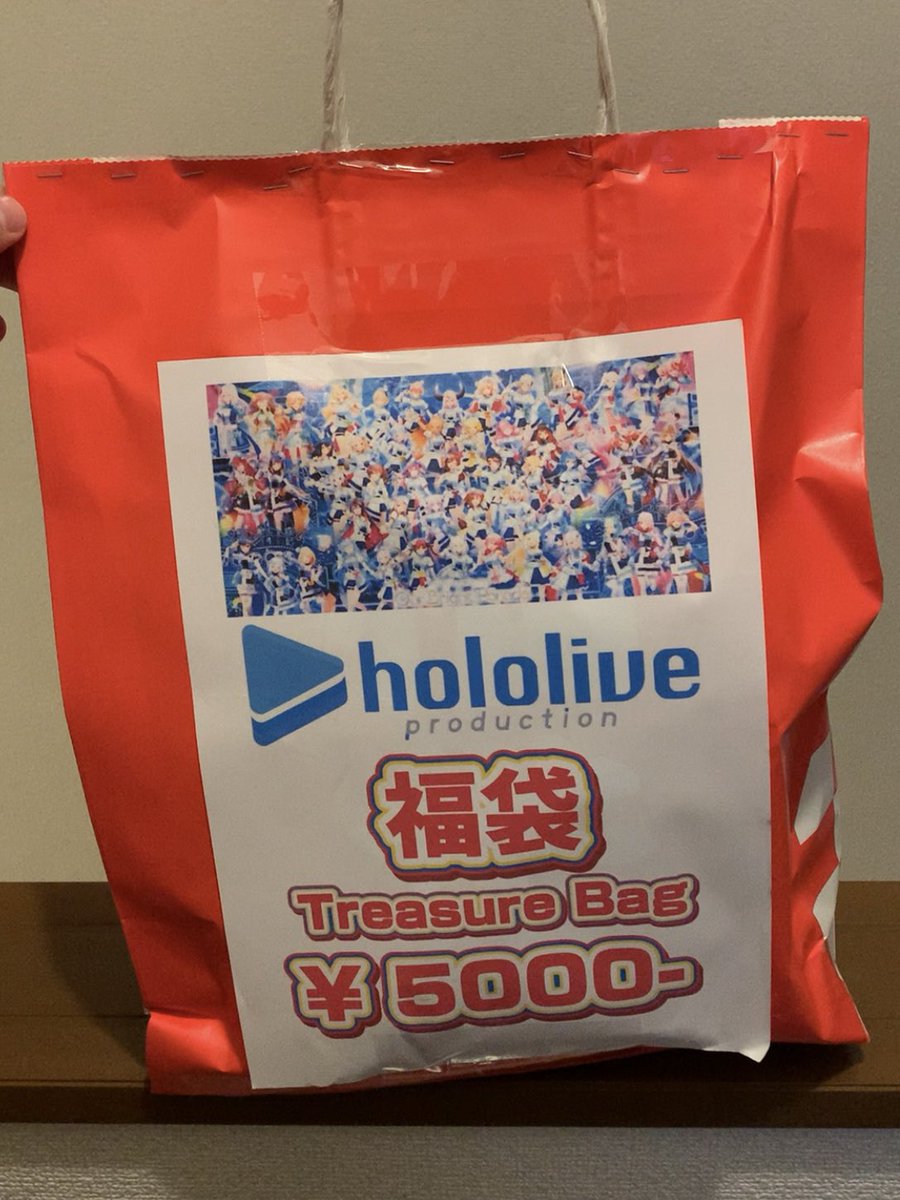 hololive
production
福袋
Treasure Bag
¥5000-